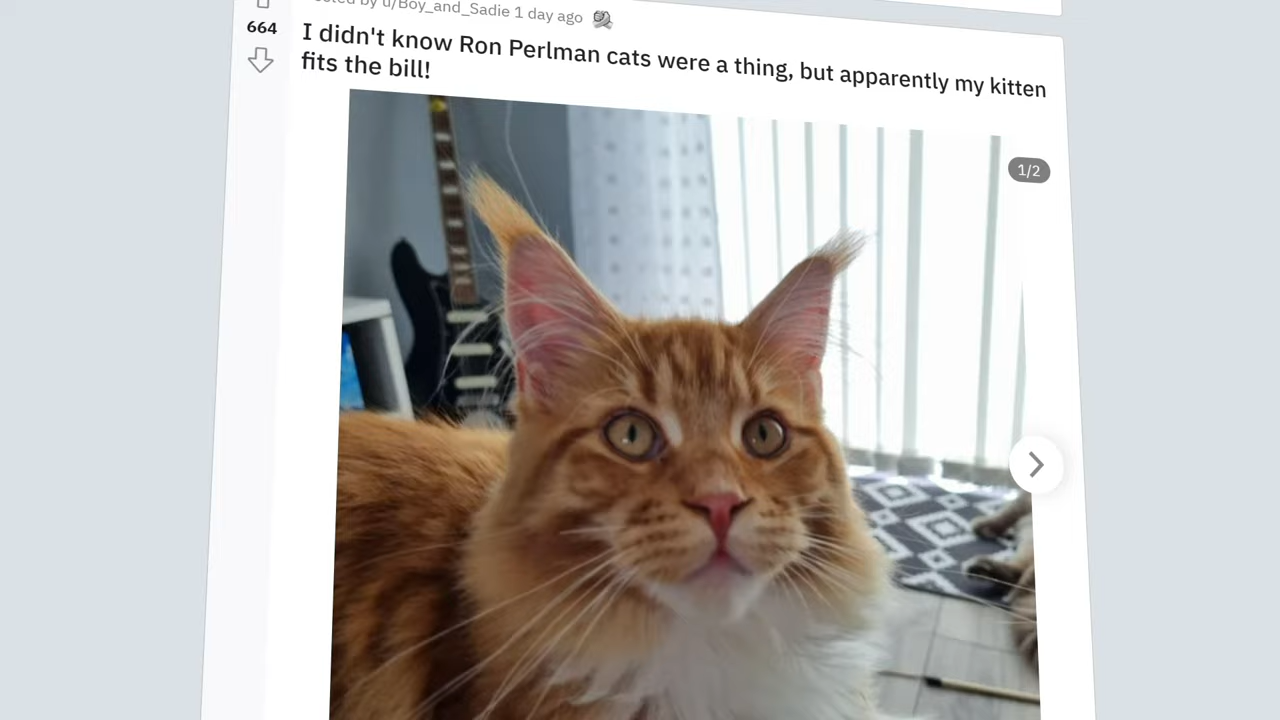 by u/Boy_and_Sadie 1 day ago
664
I didn't know Ron Perlman cats were a thing, but apparently my kitten
fits the bill!
1/2